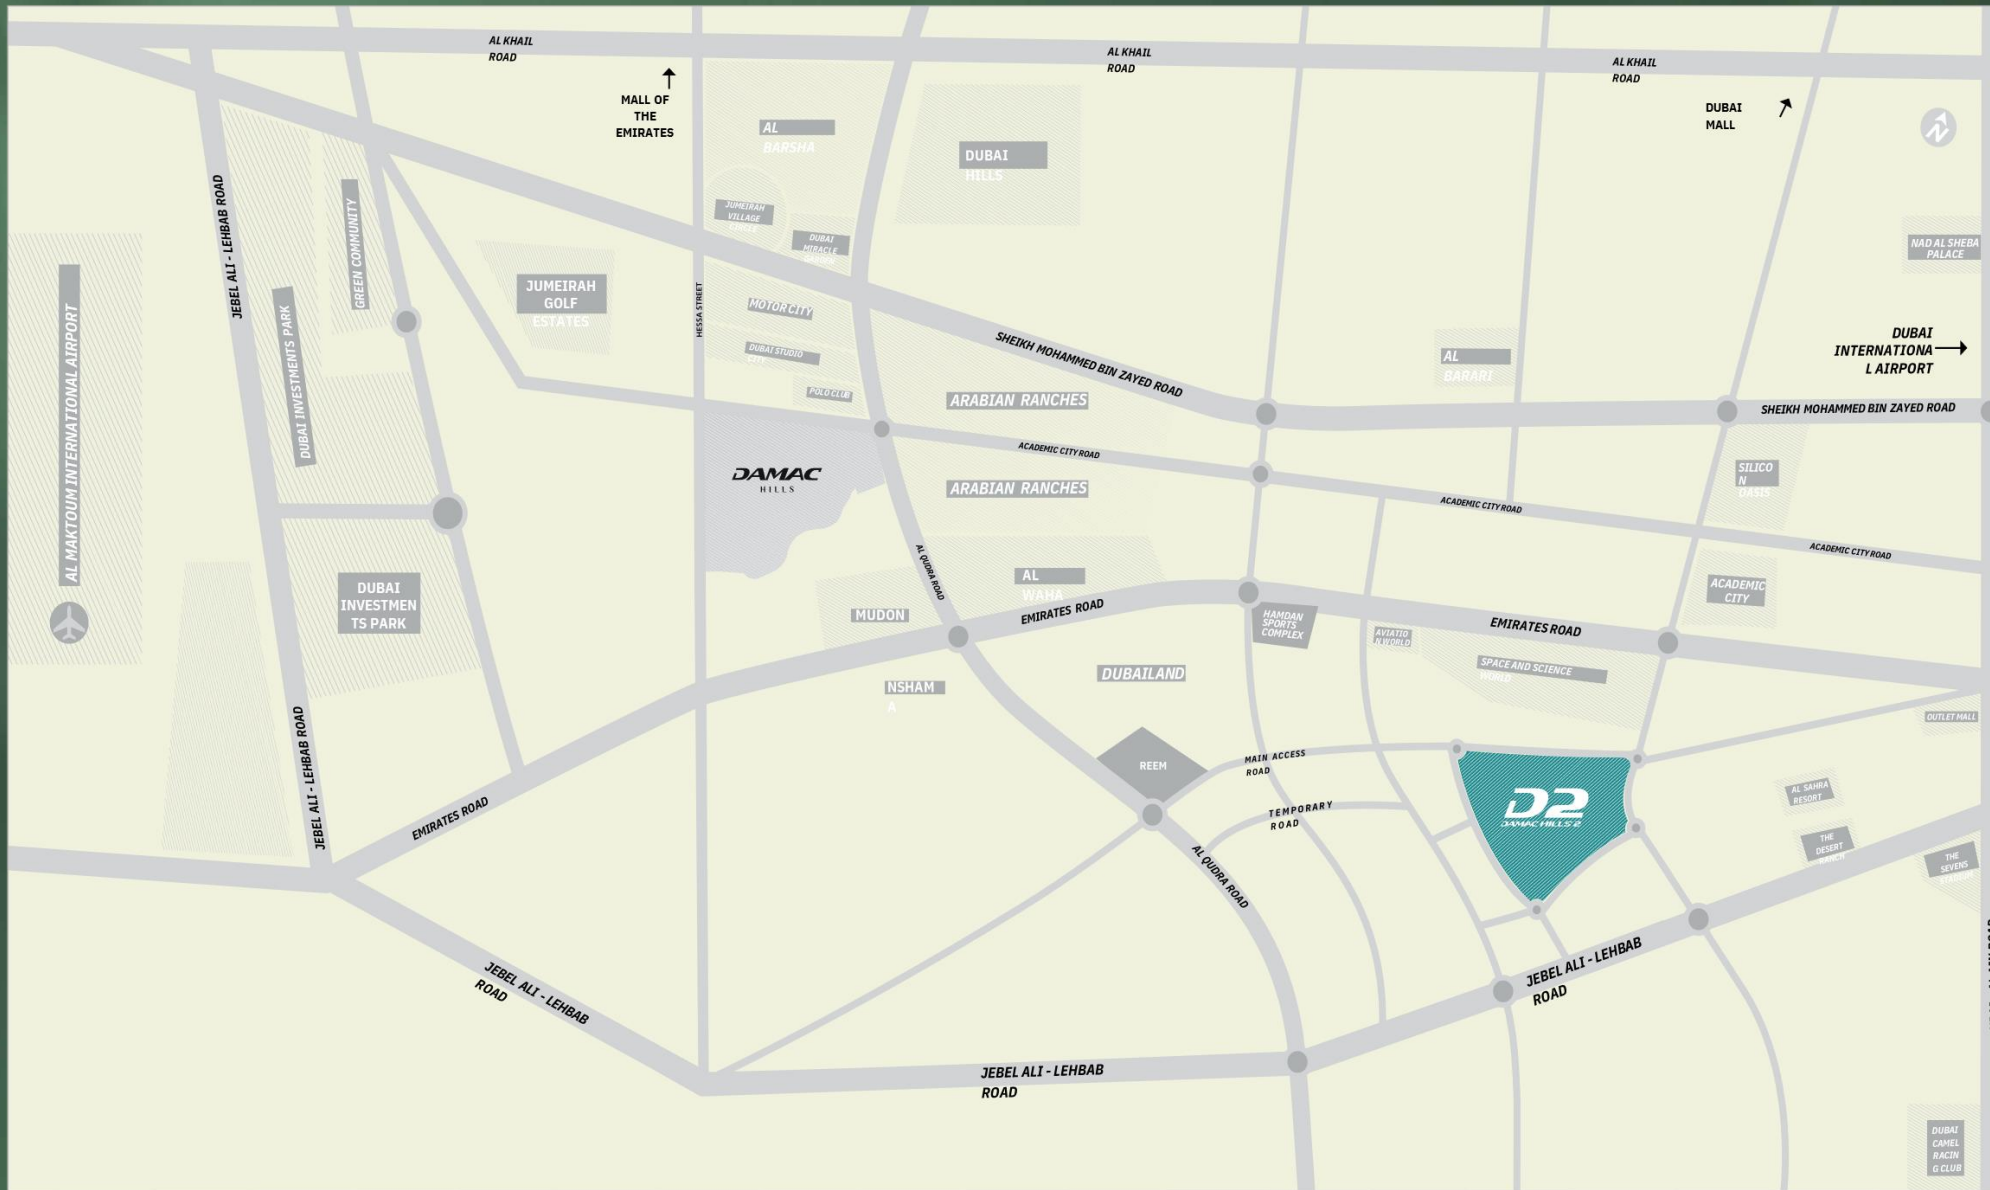 AL KHAIL
ROAD
AL KHAIL
ROAD
AL KHAIL
ROAD
MALL OF
THE
EMIRATES
DUBAI
MALL
AL
BARSHA
DUBAI
HILLS
JUMEIRAH
VILLAGE
CIRCLE
DUBAI
MIRACLE
GARDEN
NAD AL SHEBA
PALACE
JEBEL ALI - LEHBAB ROAD
GREEN COMMUNITY
DUBAI INVESTMENTS PARK
AL MAKTOUM INTERNATIONAL AIRPORT
JUMEIRAH
GOLF
ESTATES
HESSA STREET
MOTOR CITY
DUBAI STUDIO
CITY
POLO CLUB
SHEIKH MOHAMMED BIN ZAYED ROAD
AL
BARARI
DUBAI
INTERNATIONA
L AIRPORT
SHEIKH MOHAMMED BIN ZAYED ROAD
ARABIAN RANCHES
ACADEMIC CITY ROAD
DAMAC
HILLS
ARABIAN RANCHES
ACADEMIC CITY ROAD
SILICO
N
OASIS
ACADEMIC CITY ROAD
AL QUDRA ROAD
AL
WAHA
DUBAI
INVESTMEN
TS PARK
MUDON
EMIRATES ROAD
HAMDAN
SPORTS
COMPLEX
AVIATIO
N WORLD
EMIRATES ROAD
ACADEMIC
CITY
SPACE AND SCIENCE
WORLD
DUBAILAND
NSHAM
A
OUTLET MALL
JEBEL ALI - LEHBAB ROAD
EMIRATES ROAD
REEM
MAIN ACCESS
ROAD
TEMPORARY
ROAD
D2
DAMAC HILLS 2
AL SAHRA
RESORT
THE
DESERT
RANCH
THE
SEVENS
STADIUM
AL QUDRA ROAD
JEBEL ALI - LEHBAB
ROAD
JEBEL ALI - LEHBAB
ROAD
JEBEL ALI - LEHBAB
ROAD
DUBAI
CAMEL
RACIN
G CLUB